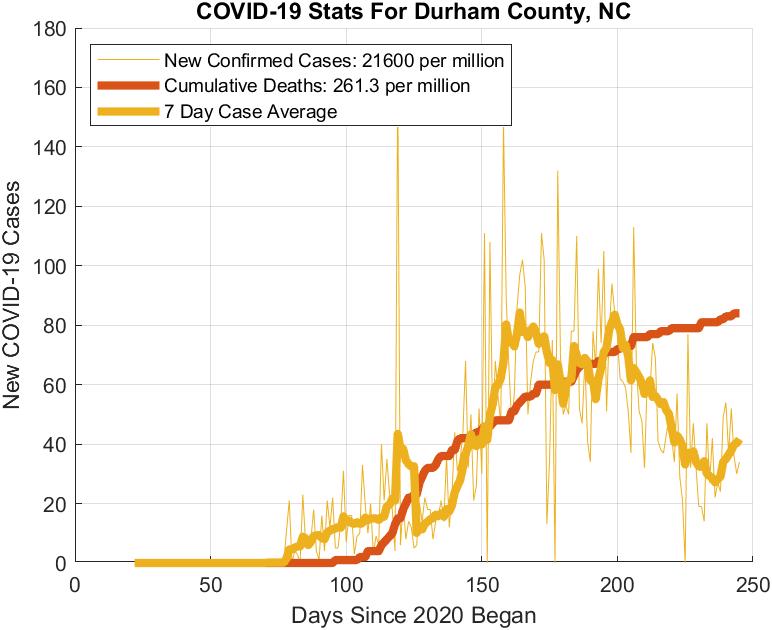 COVID-19 Stats For Durham County, NC
180
160
140
120
100
80
60
40
20
0
New COVID-19 Cases
New Confirmed Cases: 21600 per million
Cumulative Deaths: 261.3 per million
7 Day Case Average
0 50 100 150 200 250
Days Since 2020 Began